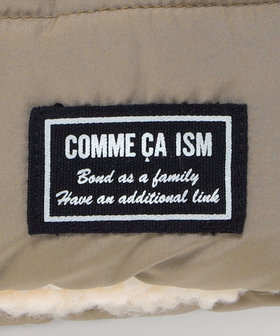 COMME ÇA ISM
Bond as a family
Have an additional link